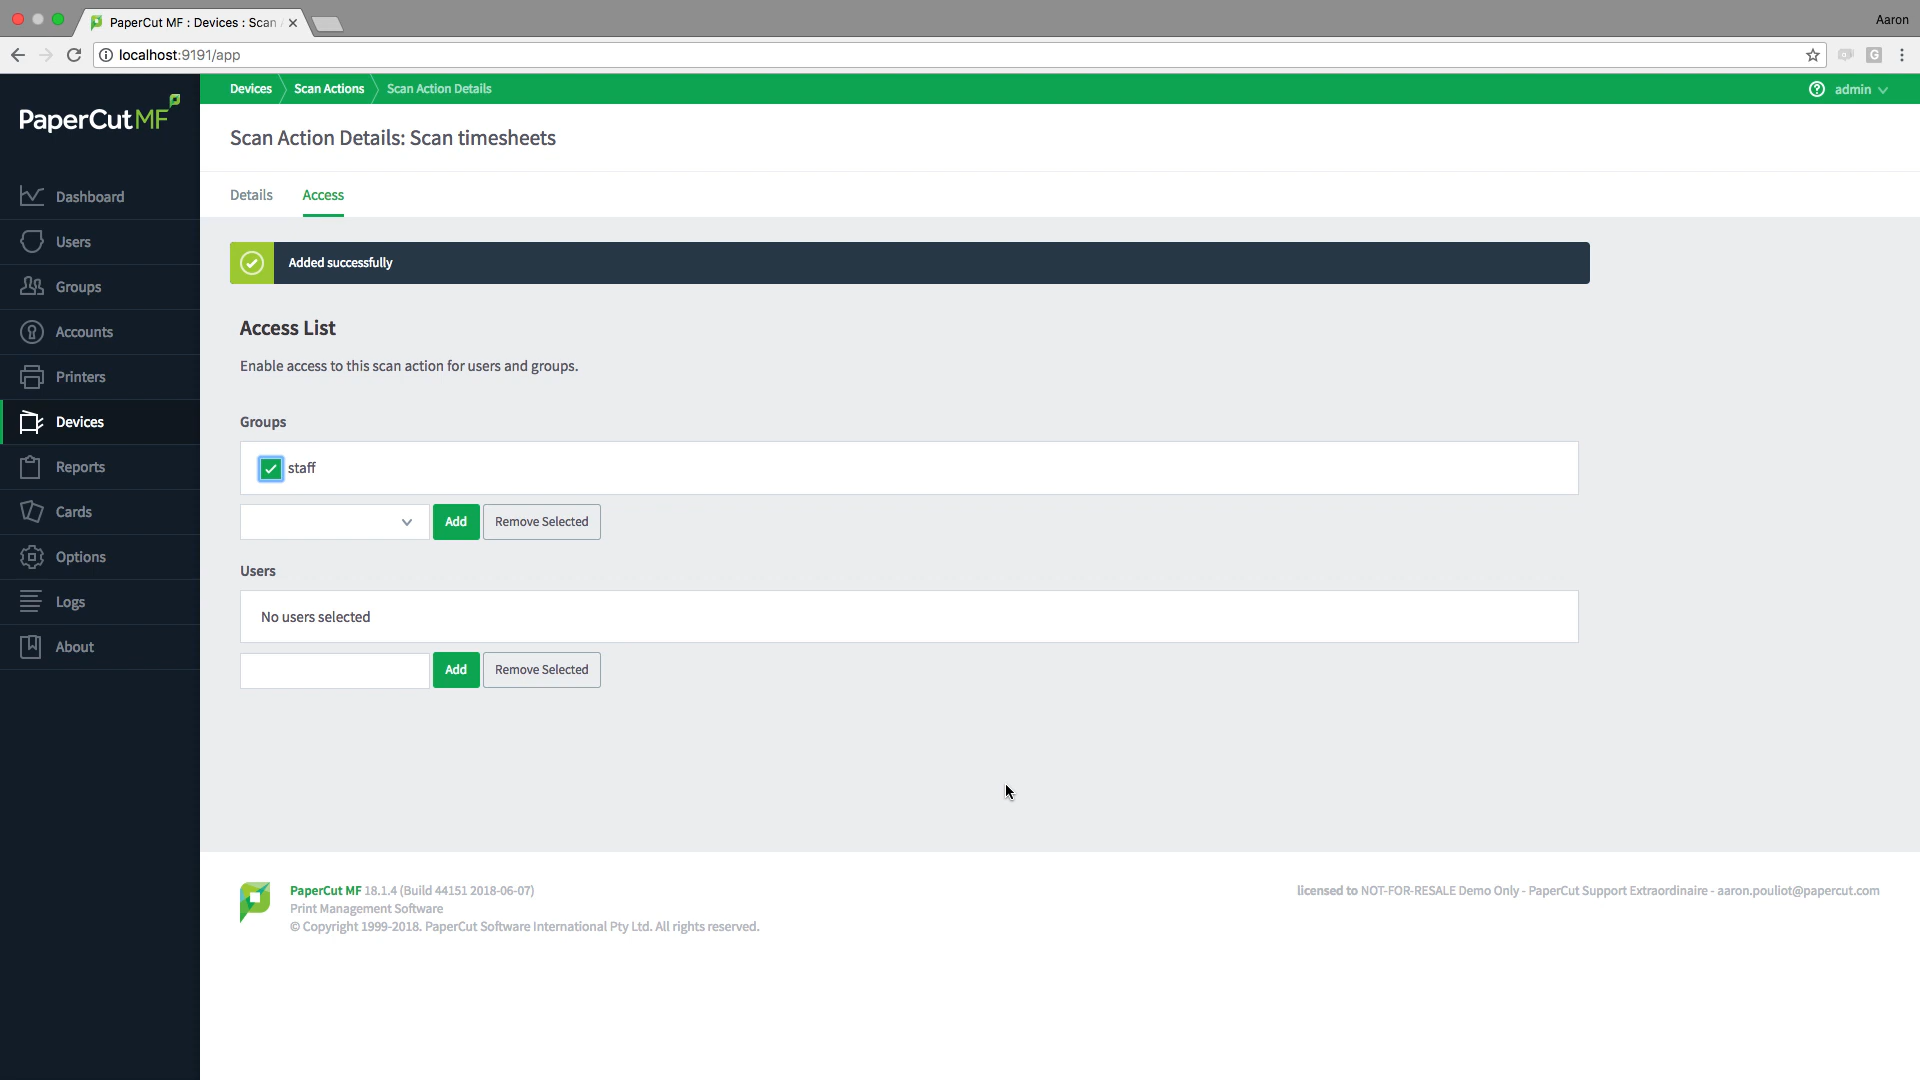 PaperCut MF : Devices : Scan
Aaron
localhost:9191/app
PaperCutMF
Devices
Scan Actions
Scan Action Details
admin
Scan Action Details: Scan timesheets
Details
Access
Dashboard
Users
Groups
Accounts
Printers
Devices
Reports
Cards
Options
Logs
About
Added successfully
Access List
Enable access to this scan action for users and groups.
Groups
staff
Add
Remove Selected
Users
No users selected
Add
Remove Selected
PaperCut MF 18.1.4 (Build 44151 2018-06-07)
Print Management Software
© Copyright 1999-2018. PaperCut Software International Pty Ltd. All rights reserved.
licensed to NOT-FOR-RESALE Demo Only - PaperCut Support Extraordinaire - aaron.pouliot@papercut.com